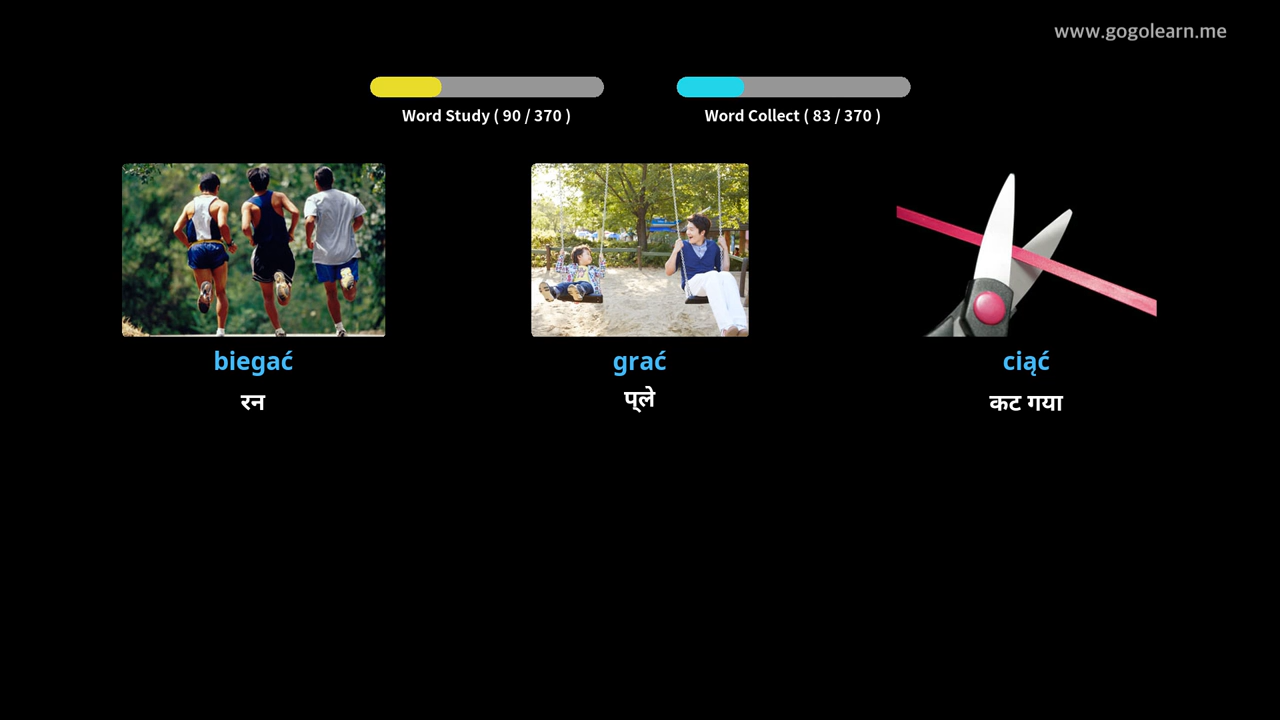 www.gogolearn.me
Word Study ( 90 / 370 )
Word Collect ( 83 / 370 )
biegać
grać
ciąć
रन
प्ले
कट गया